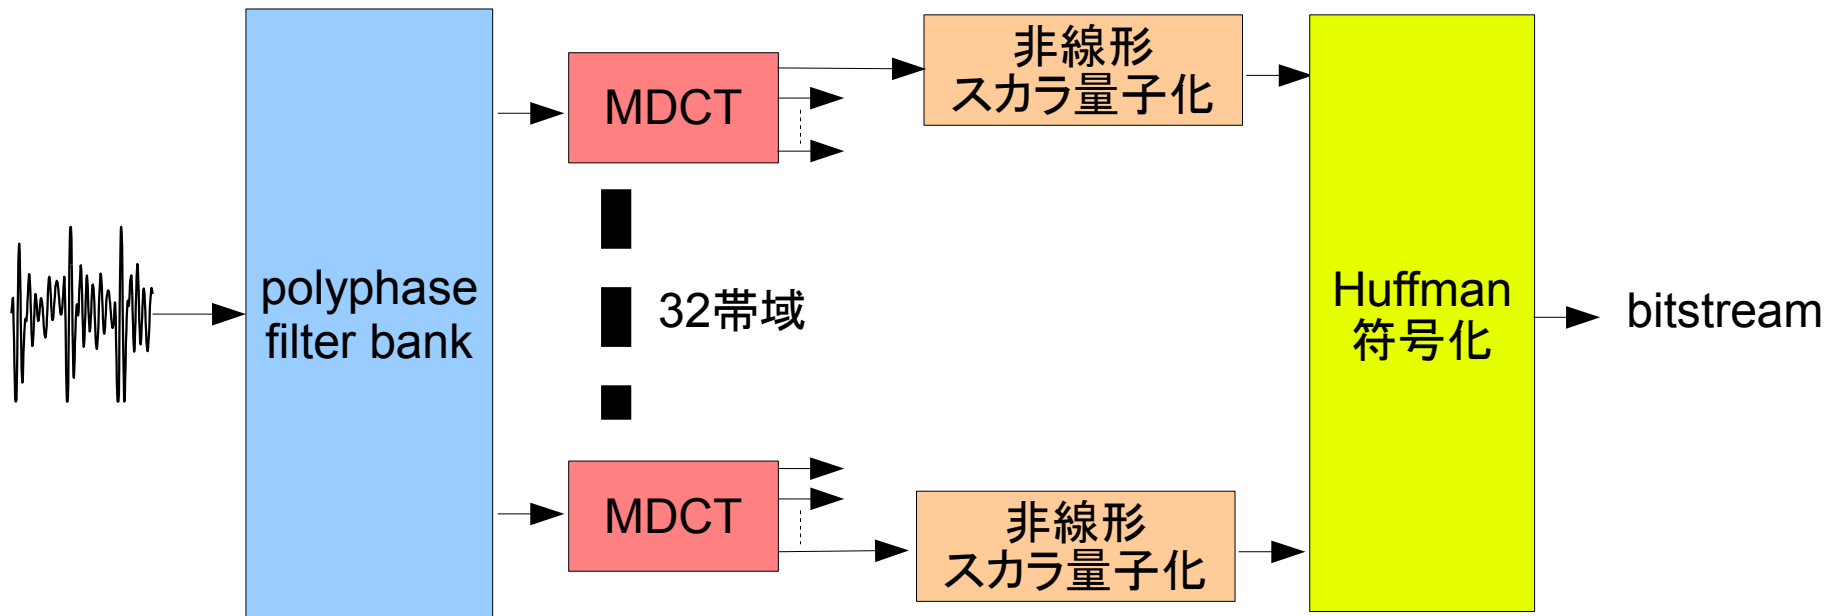 polyphase
filter bank
MDCT
32帯域
MDCT
非線形
スカラ量子化
非線形
スカラ量子化
Huffman
符号化
bitstream